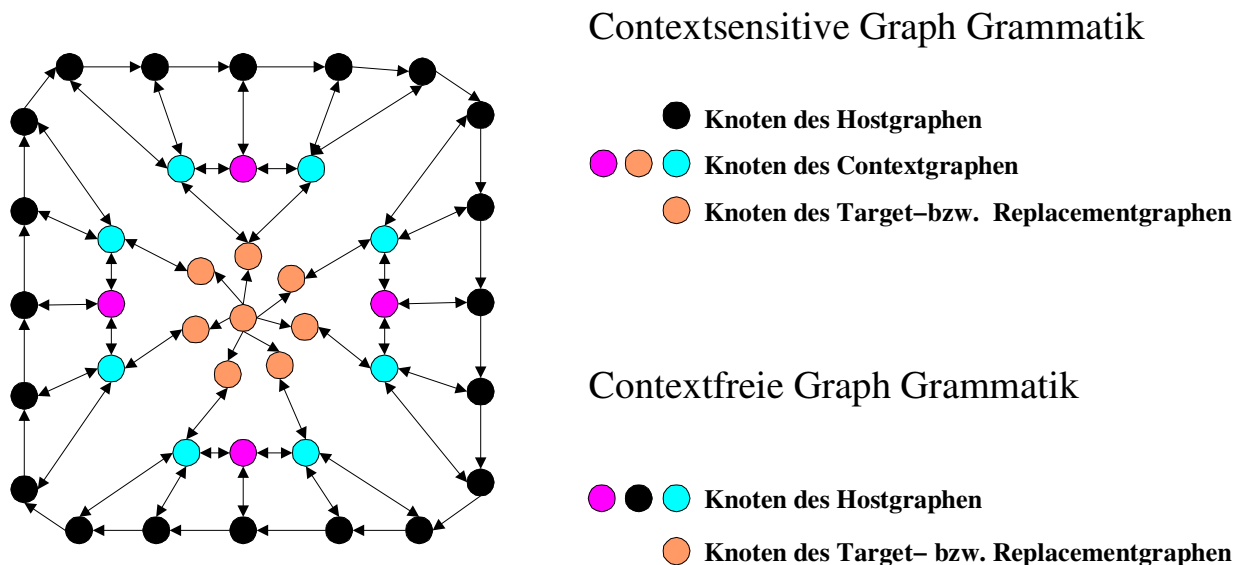 Contextsensitive Graph Grammatik
Knoten des Hostgraphen
Knoten des Contextgraphen
Knoten des Target−bzw. Replacementgraphen
Contextfreie Graph Grammatik
Knoten des Hostgraphen
Knoten des Target− bzw. Replacementgraphen